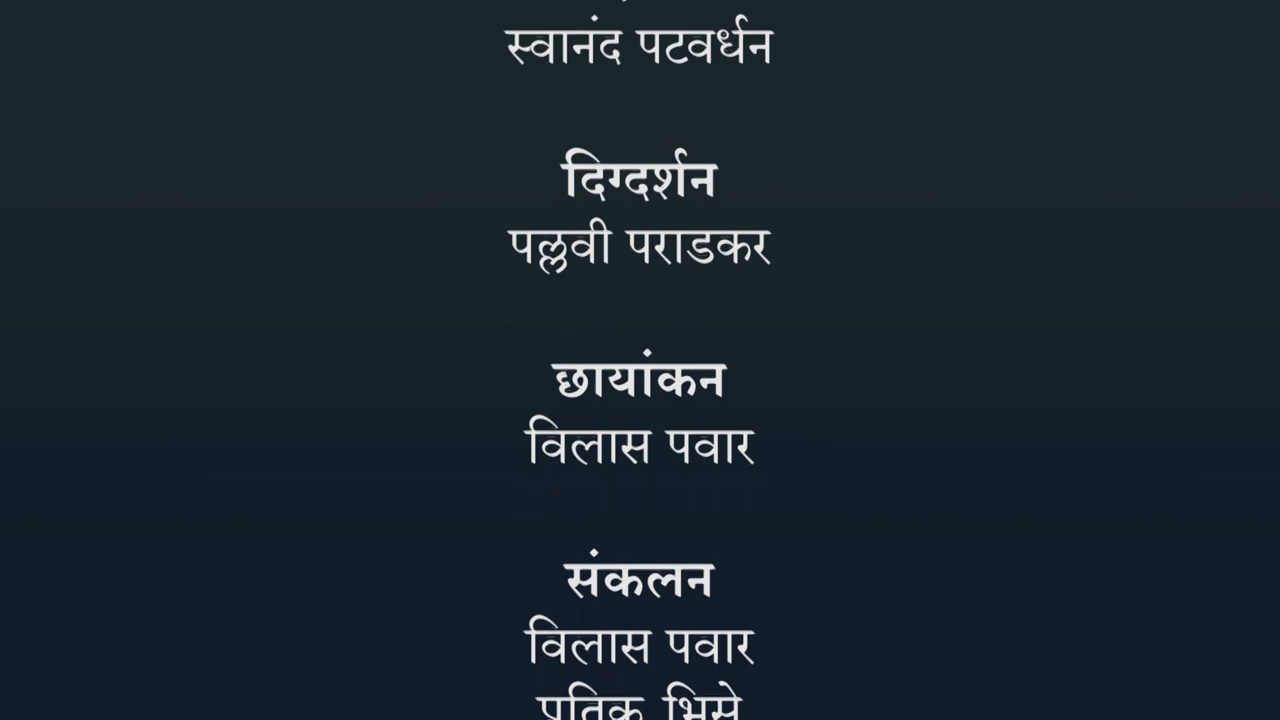 स्वानंद पटवर्धन
दिग्दर्शन
पल्लवी पराडकर
छायांकन
विलास पवार
संकलन
विलास पवार
भिसे